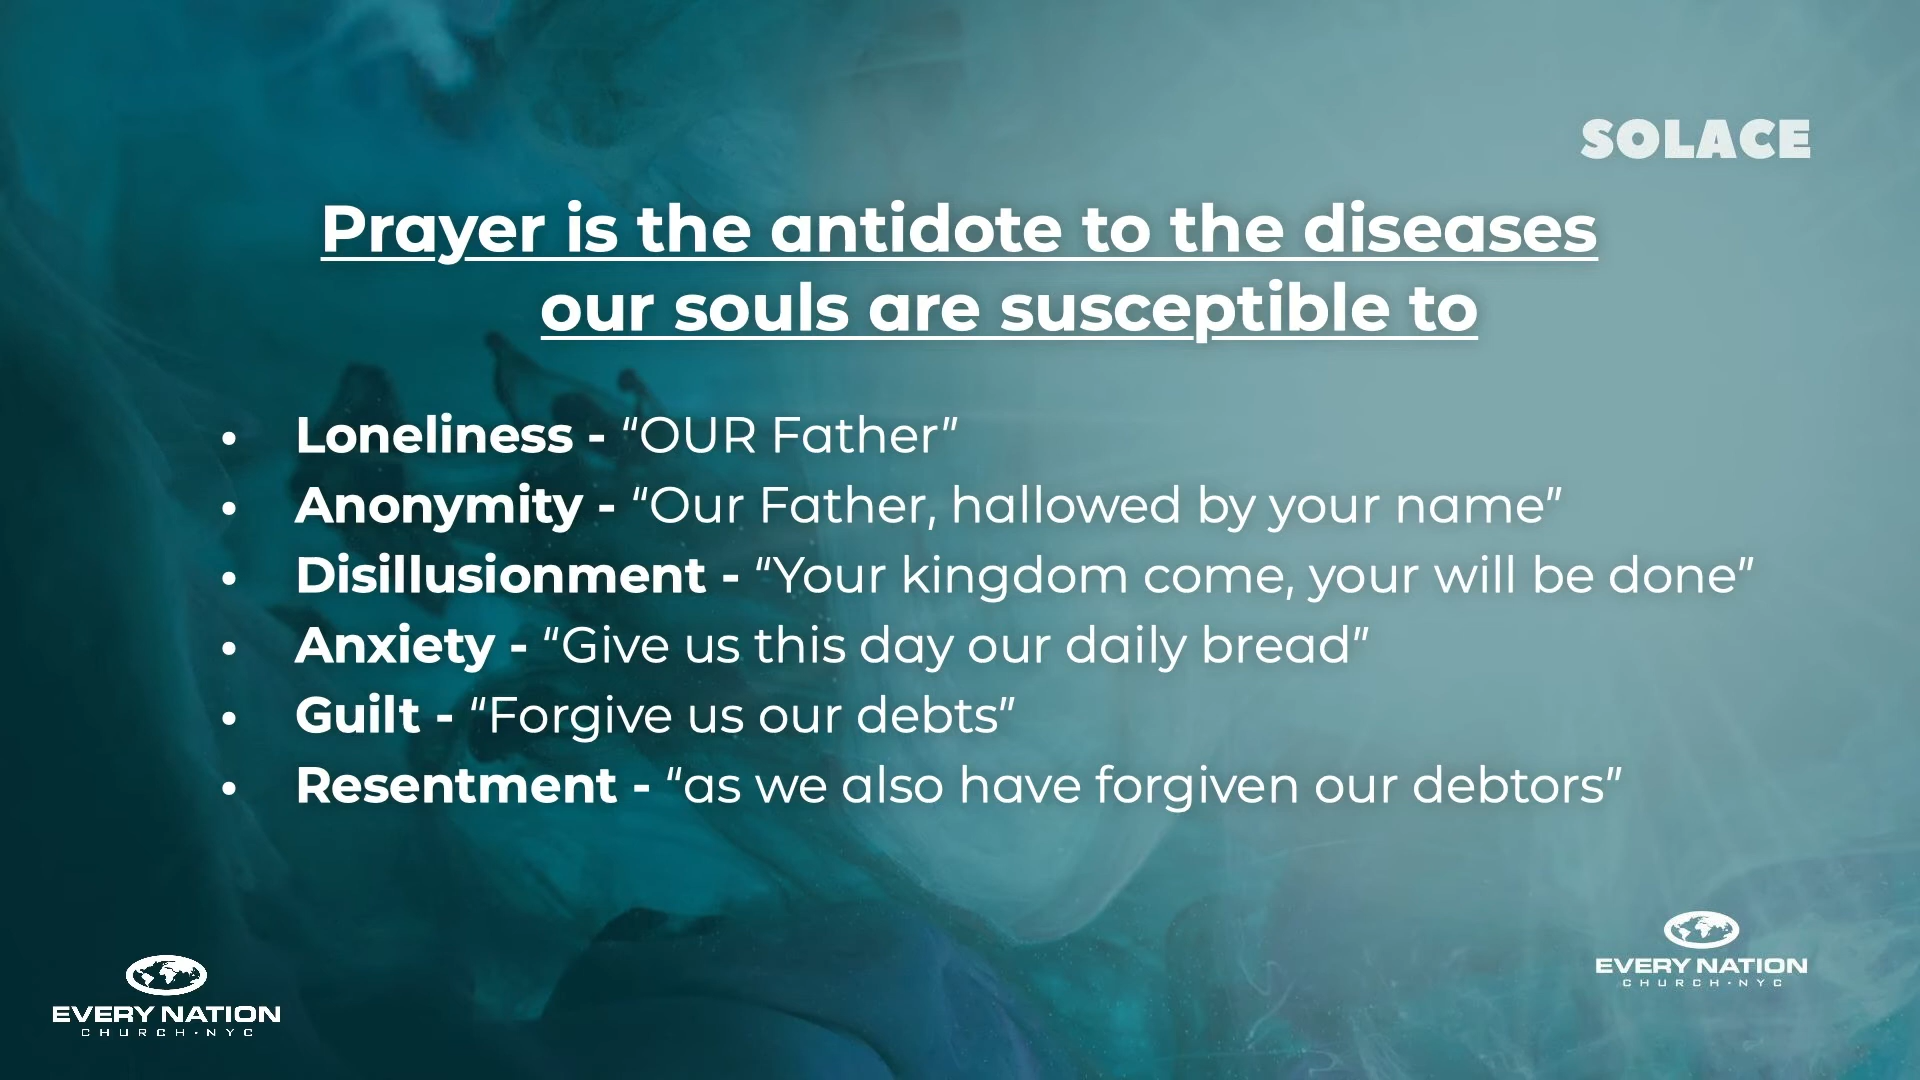 SOLACE
Prayer is the antidote to the diseases
our souls are susceptible to
• Loneliness - “OUR Father”
• Anonymity - “Our Father, hallowed by your name”
• Disillusionment - “Your kingdom come, your will be done”
• Anxiety - “Give us this day our daily bread”
• Guilt - “Forgive us our debts”
• Resentment - “as we also have forgiven our debtors”
EVERY NATION
CHURCH·NYC
EVERY NATION
CHURCH·NYC